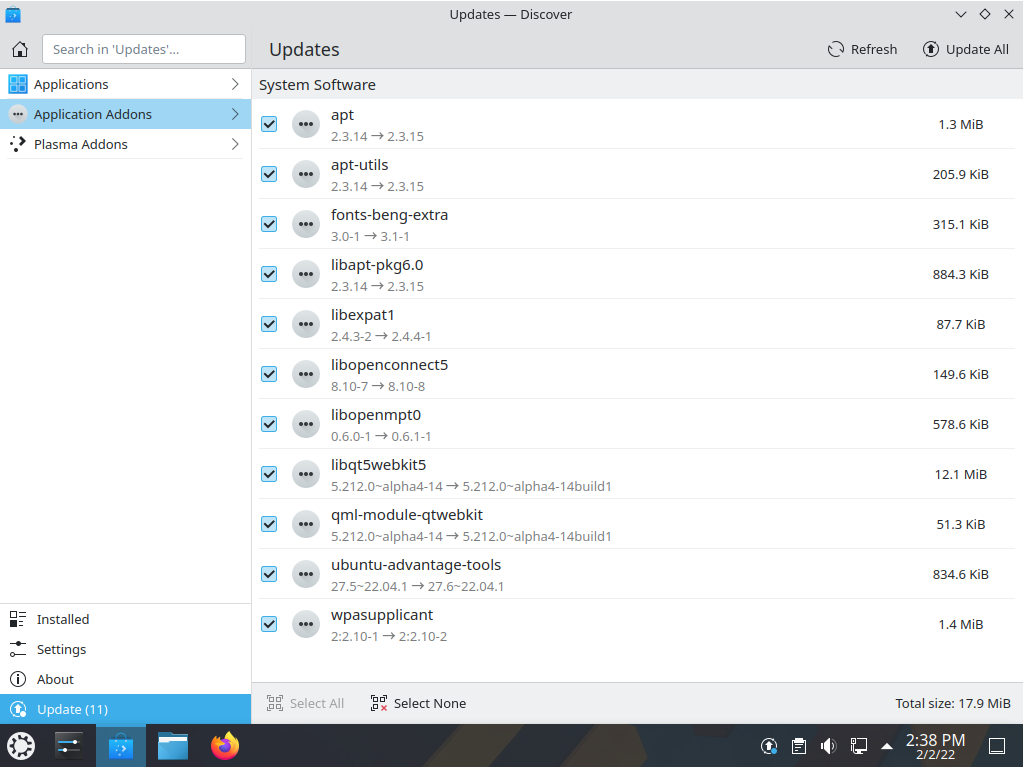 Updates — Discover
Search in 'Updates'...
Updates
Refresh
Update All
Applications
Application Addons
Plasma Addons
System Software
apt
2.3.14 → 2.3.15
1.3 MiB
apt-utils
2.3.14 → 2.3.15
205.9 KiB
fonts-beng-extra
3.0-1 → 3.1-1
315.1 KiB
libapt-pkg6.0
2.3.14 → 2.3.15
884.3 KiB
libexpat1
2.4.3-2 → 2.4.4-1
87.7 KiB
libopenconnect5
8.10-7 → 8.10-8
149.6 KiB
libopenmpt0
0.6.0-1 → 0.6.1-1
578.6 KiB
libqt5webkit5
5.212.0~alpha4-14 → 5.212.0~alpha4-14build1
12.1 MiB
qml-module-qtwebkit
5.212.0~alpha4-14 → 5.212.0~alpha4-14build1
51.3 KiB
ubuntu-advantage-tools
27.5~22.04.1 → 27.6~22.04.1
834.6 KiB
wpasupplicant
2:2.10-1 → 2:2.10-2
1.4 MiB
Installed
Settings
About
Update (11)
Select All
Select None
Total size: 17.9 MiB
2:38 PM
2/2/22